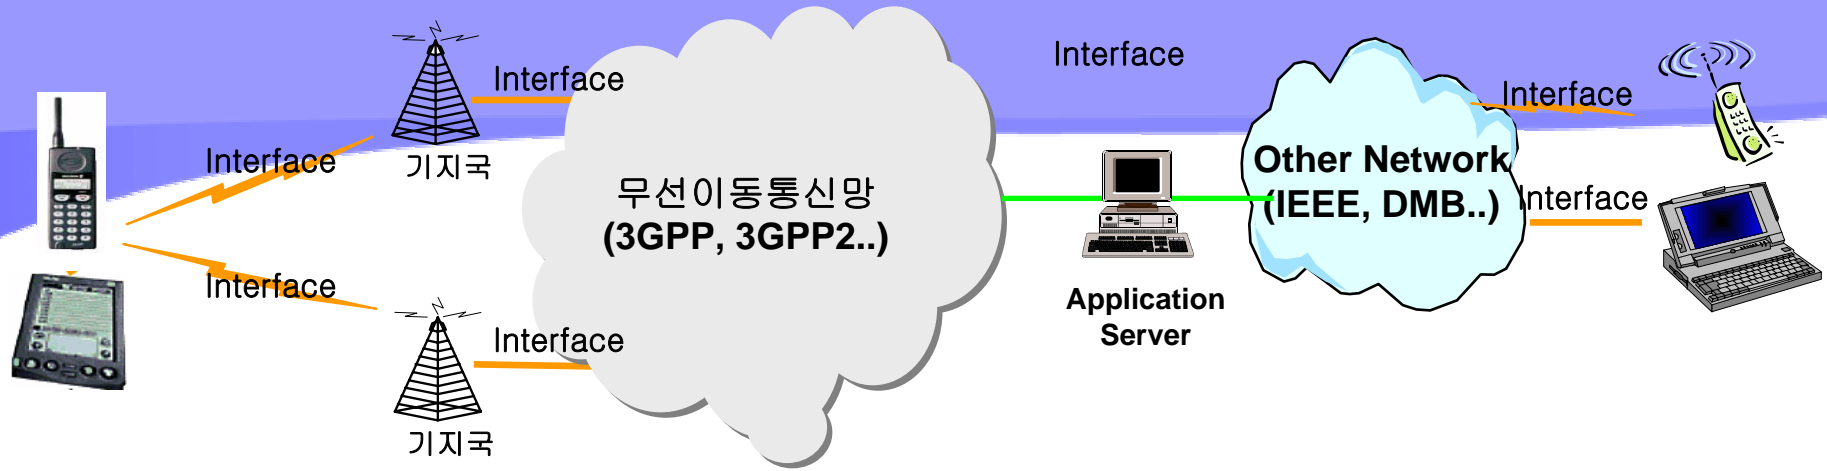 Interface
Interface
Interface
기지국
Interface
Interface
기지국
무선이동통신망
(3GPP, 3GPP2..)
Interface
Application
Server
Other Network
(IEEE, DMB..)
Interface
Interface